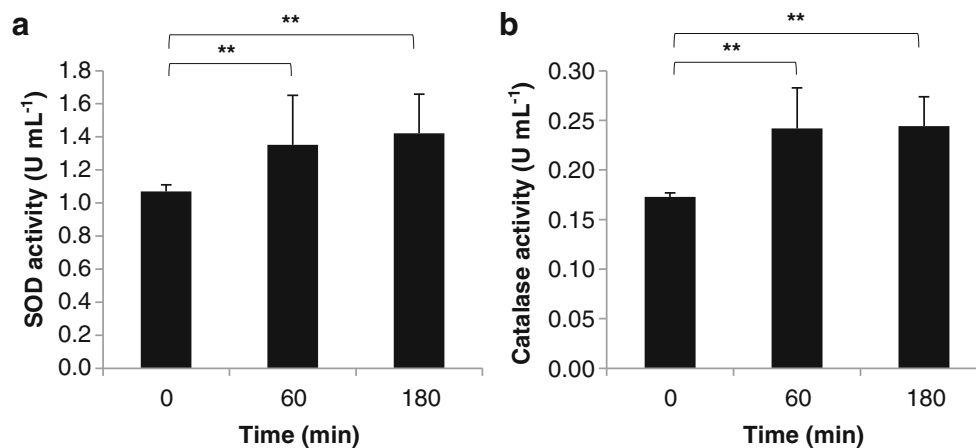 a
**
**
SOD activity (U mL-1)
1.8
1.6
1.4
1.2
1.0
0.8
0.6
0.4
0.2
0.0
0 60 180
Time (min)
b
**
**
Catalase activity (U mL-1)
0.30
0.25
0.20
0.15
0.10
0.05
0.00
0 60 180
Time (min)